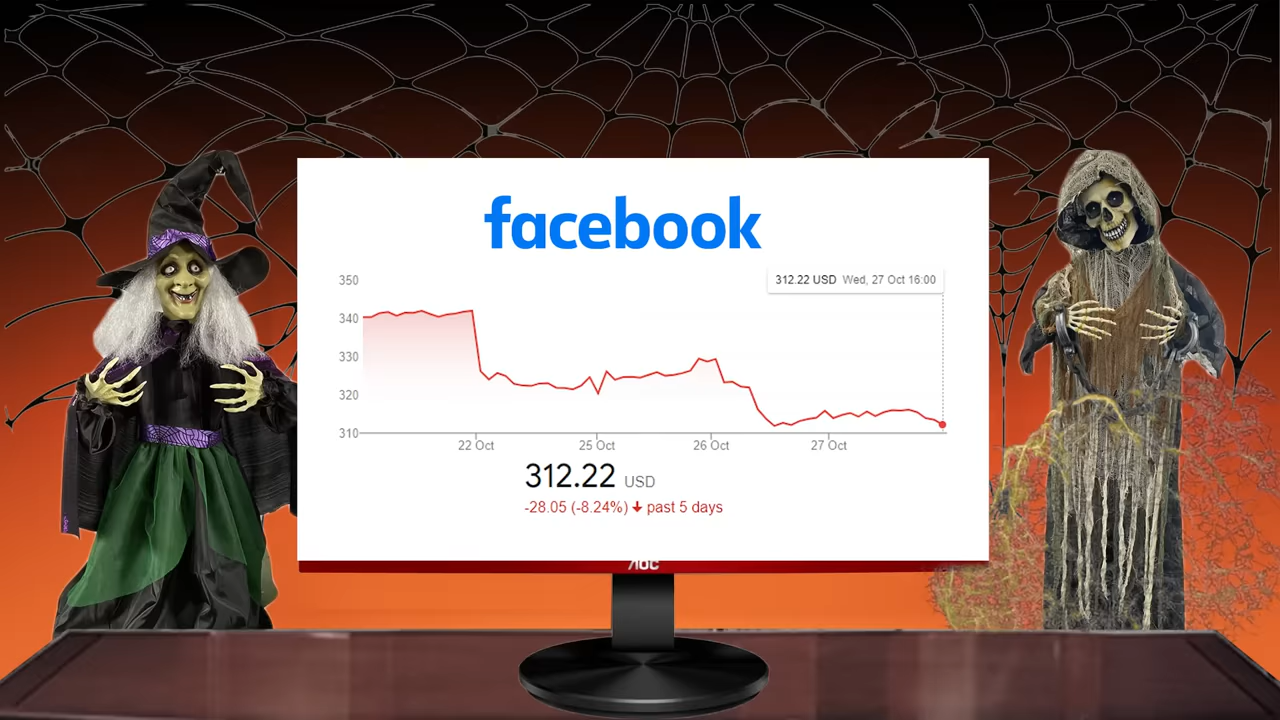 facebook
312.22 USD Wed, 27 Oct 16:00
350
340
330
320
310
22 Oct 25 Oct 26 Oct 27 Oct
312.22 USD
-28.05 (-8.24%) ↓ past 5 days
AOC